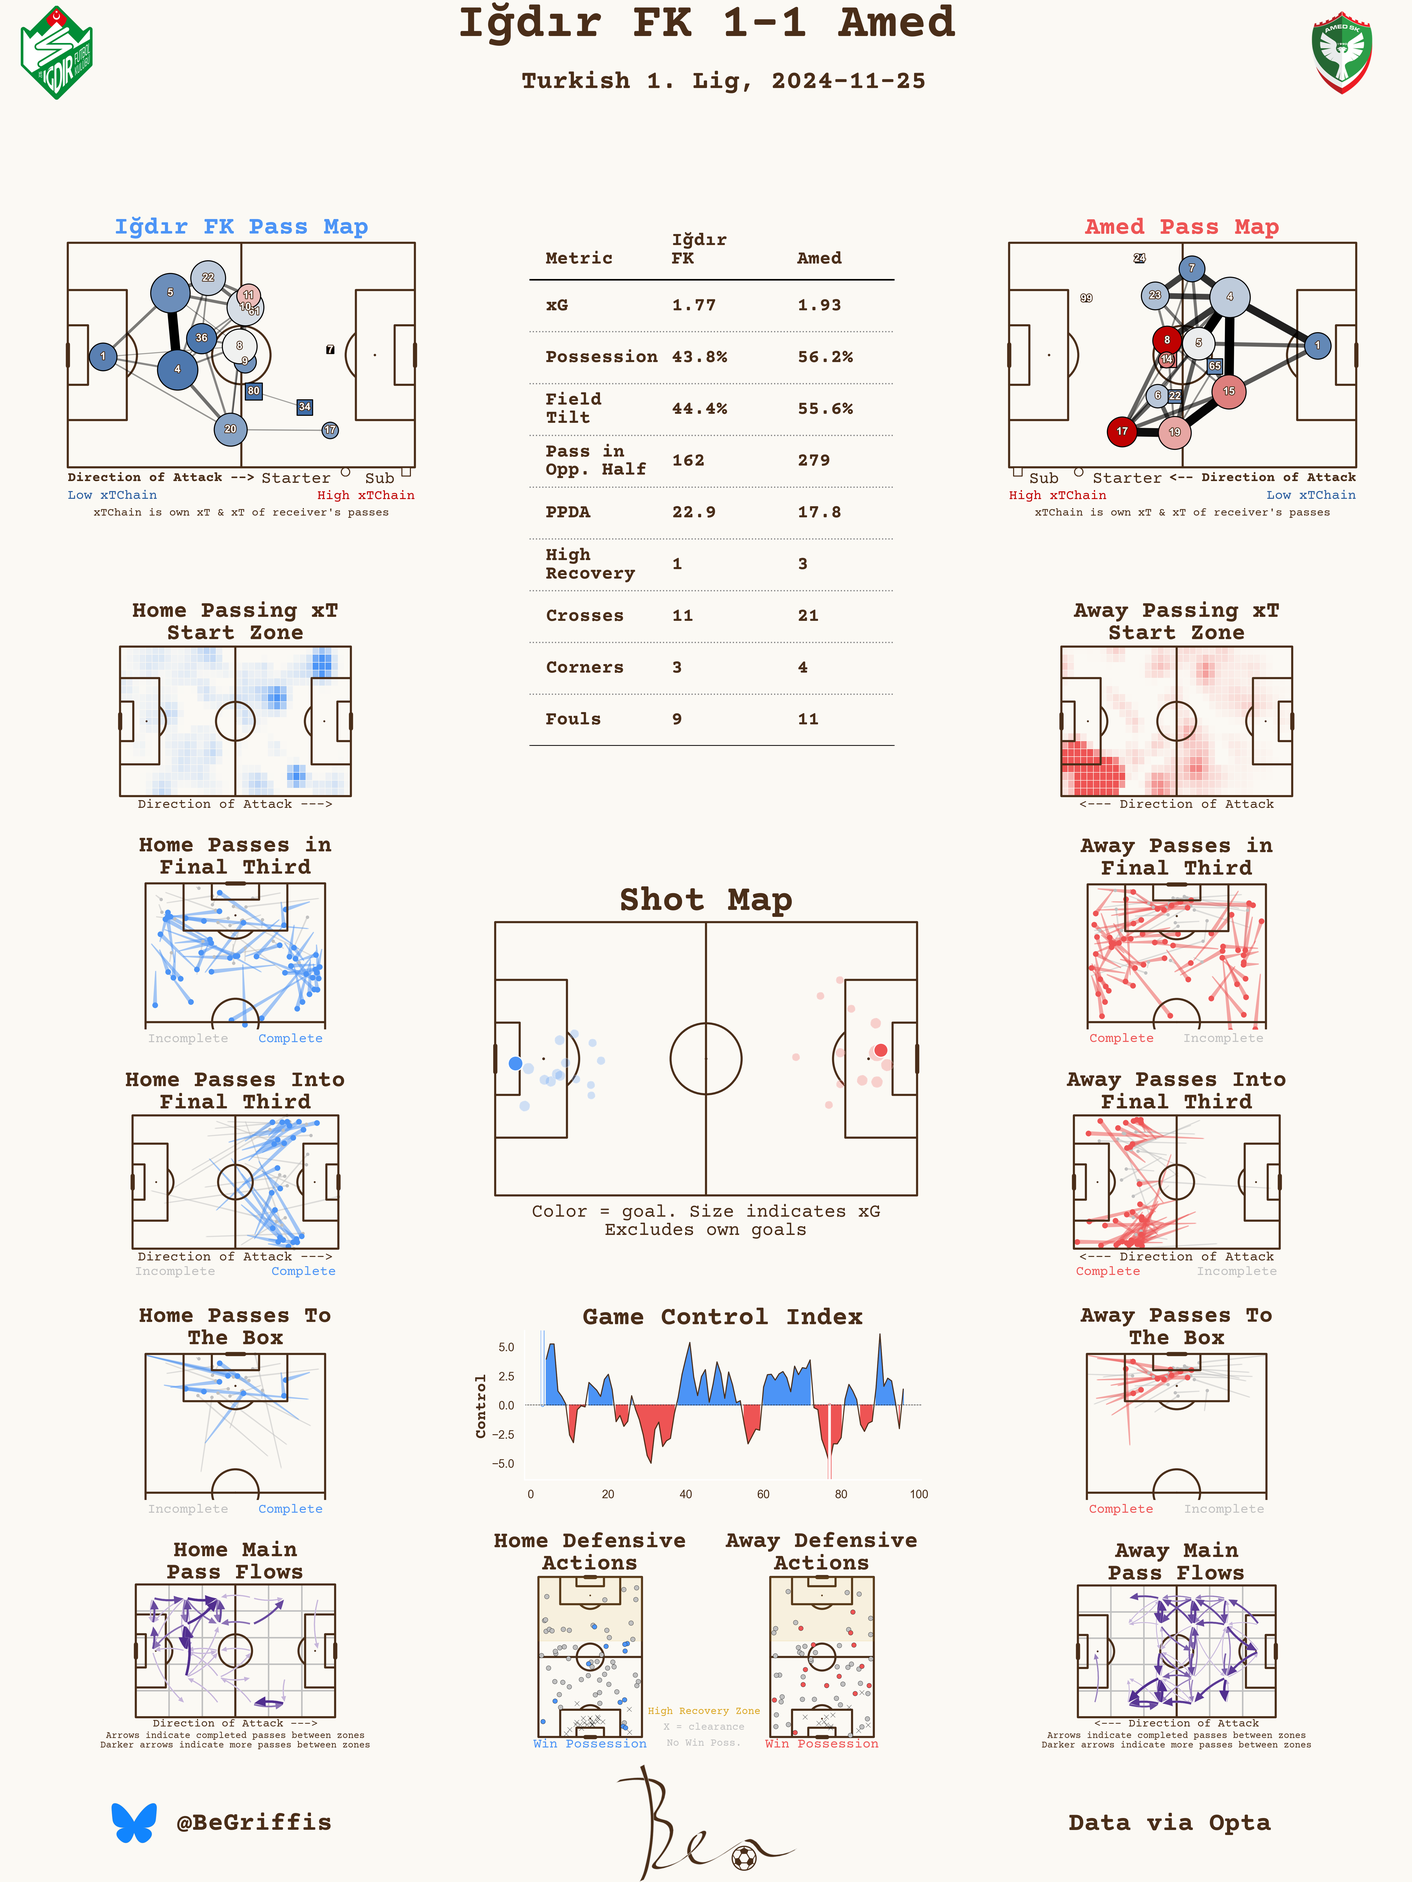 Iğdır FK 1-1 Amed
Turkish 1. Lig, 2024-11-25
IĞDIR
FUTBOL
KULÜBÜ
AMED SK
Iğdır FK Pass Map
22
5
11
10
61
36
8
9
1
4
7
80
34
20
17
Direction of Attack --> Starter Sub
Low xTChain High xTChain
xTChain is own xT & xT of receiver's passes
Metric Iğdır FK Amed
xG 1.77 1.93
Possession 43.8% 56.2%
Field Tilt 44.4% 55.6%
Pass in Opp. Half 162 279
PPDA 22.9 17.8
High Recovery 1 3
Crosses 11 21
Corners 3 4
Fouls 9 11
Amed Pass Map
24
7
23
4
99
8
5
1
14
65
15
6
22
17
19
Sub Starter <-- Direction of Attack
High xTChain Low xTChain
xTChain is own xT & xT of receiver's passes
Home Passing xT
Start Zone
Direction of Attack --->
Away Passing xT
Start Zone
<--- Direction of Attack
Home Passes in
Final Third
Incomplete Complete
Away Passes in
Final Third
Complete Incomplete
Shot Map
Color = goal. Size indicates xG
Excludes own goals
Home Passes Into
Final Third
Direction of Attack --->
Incomplete Complete
Away Passes Into
Final Third
<--- Direction of Attack
Complete Incomplete
Home Passes To
The Box
Incomplete Complete
Game Control Index
Control
5.0
2.5
0.0
−2.5
−5.0
0 20 40 60 80 100
Away Passes To
The Box
Complete Incomplete
Home Main
Pass Flows
Direction of Attack --->
Arrows indicate completed passes between zones
Darker arrows indicate more passes between zones
Home Defensive
Actions
Win Possession
High Recovery Zone
X = clearance
No Win Poss.
Away Defensive
Actions
Win Possession
Away Main
Pass Flows
<--- Direction of Attack
Arrows indicate completed passes between zones
Darker arrows indicate more passes between zones
@BeGriffis
Ben
Data via Opta